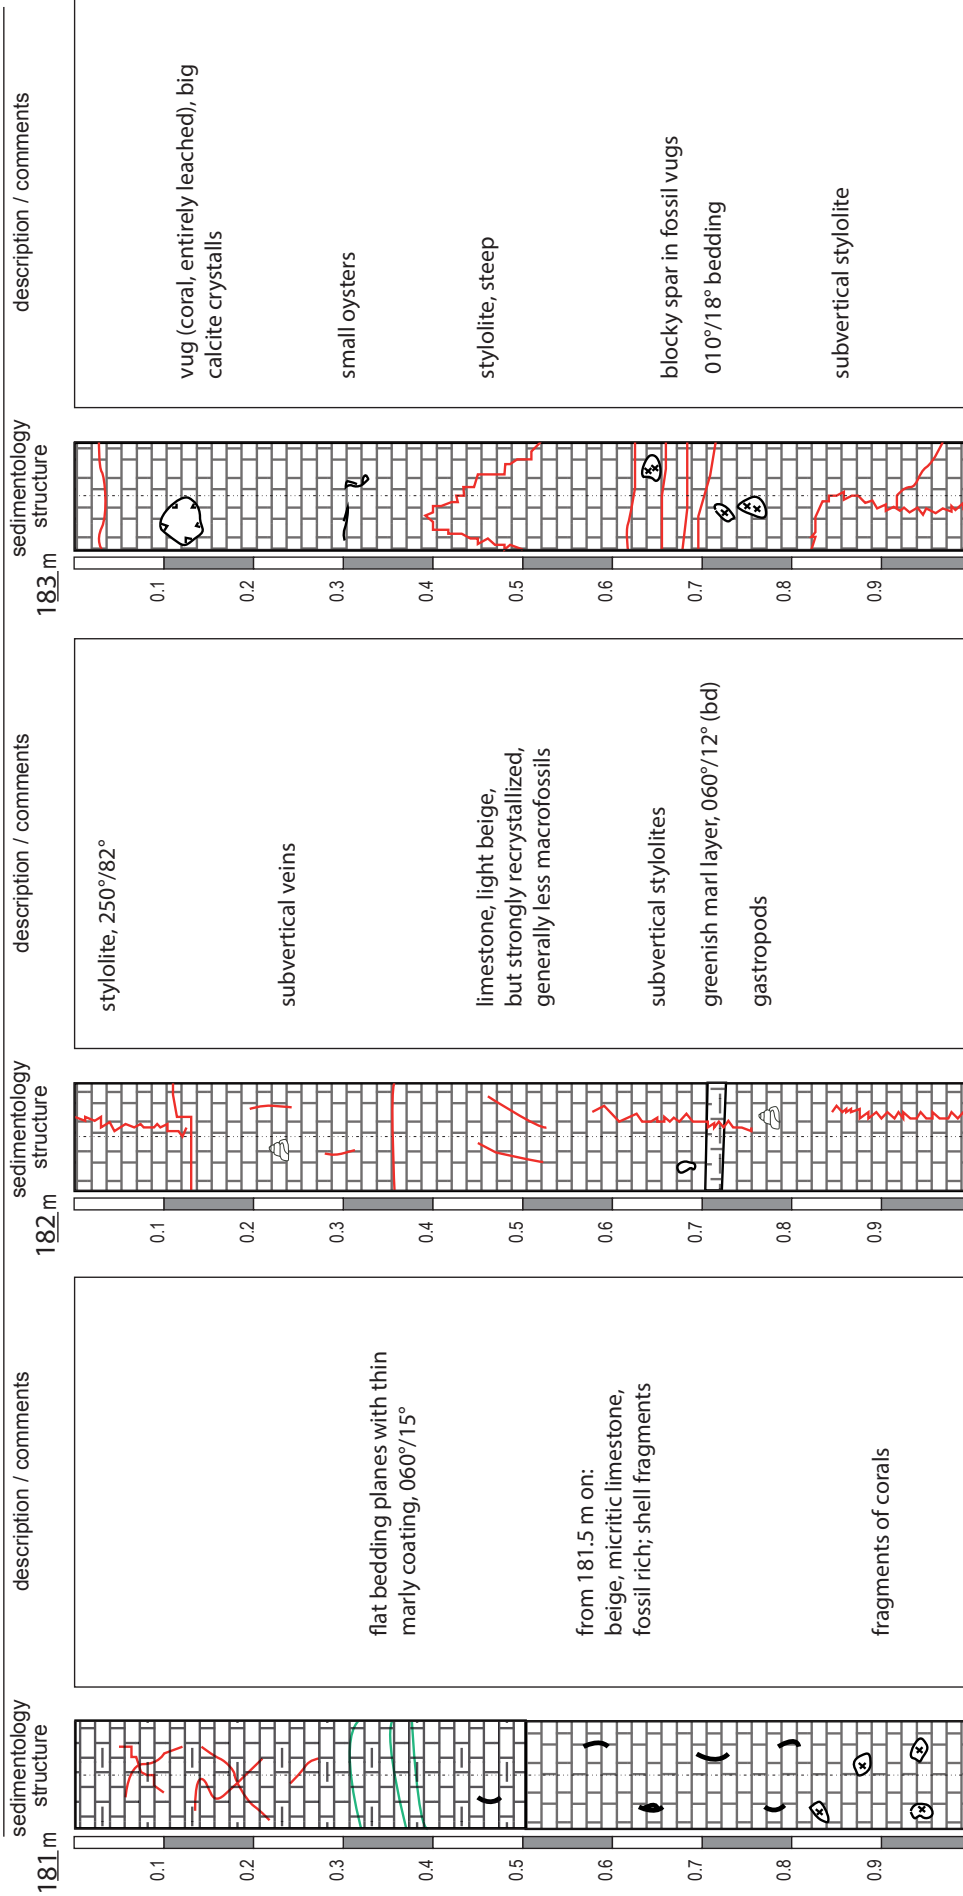 181 m
sedimentology
structure
description / comments
0.1
0.2
0.3
0.4
0.5
0.6
0.7
0.8
0.9
flat bedding planes with thin
marly coating, 060°/15°
from 181.5 m on:
beige, micritic limestone,
fossil rich; shell fragments
fragments of corals
182 m
sedimentology
structure
description / comments
0.1
0.2
0.3
0.4
0.5
0.6
0.7
0.8
0.9
stylolite, 250°/82°
subvertical veins
limestone, light beige,
but strongly recrystallized,
generally less macrofossils
subvertical stylolites
greenish marl layer, 060°/12° (bd)
gastropods
183 m
sedimentology
structure
description / comments
0.1
0.2
0.3
0.4
0.5
0.6
0.7
0.8
0.9
vug (coral, entirely leached), big
calcite crystalls
small oysters
stylolite, steep
blocky spar in fossil vugs
010°/18° bedding
subvertical stylolite